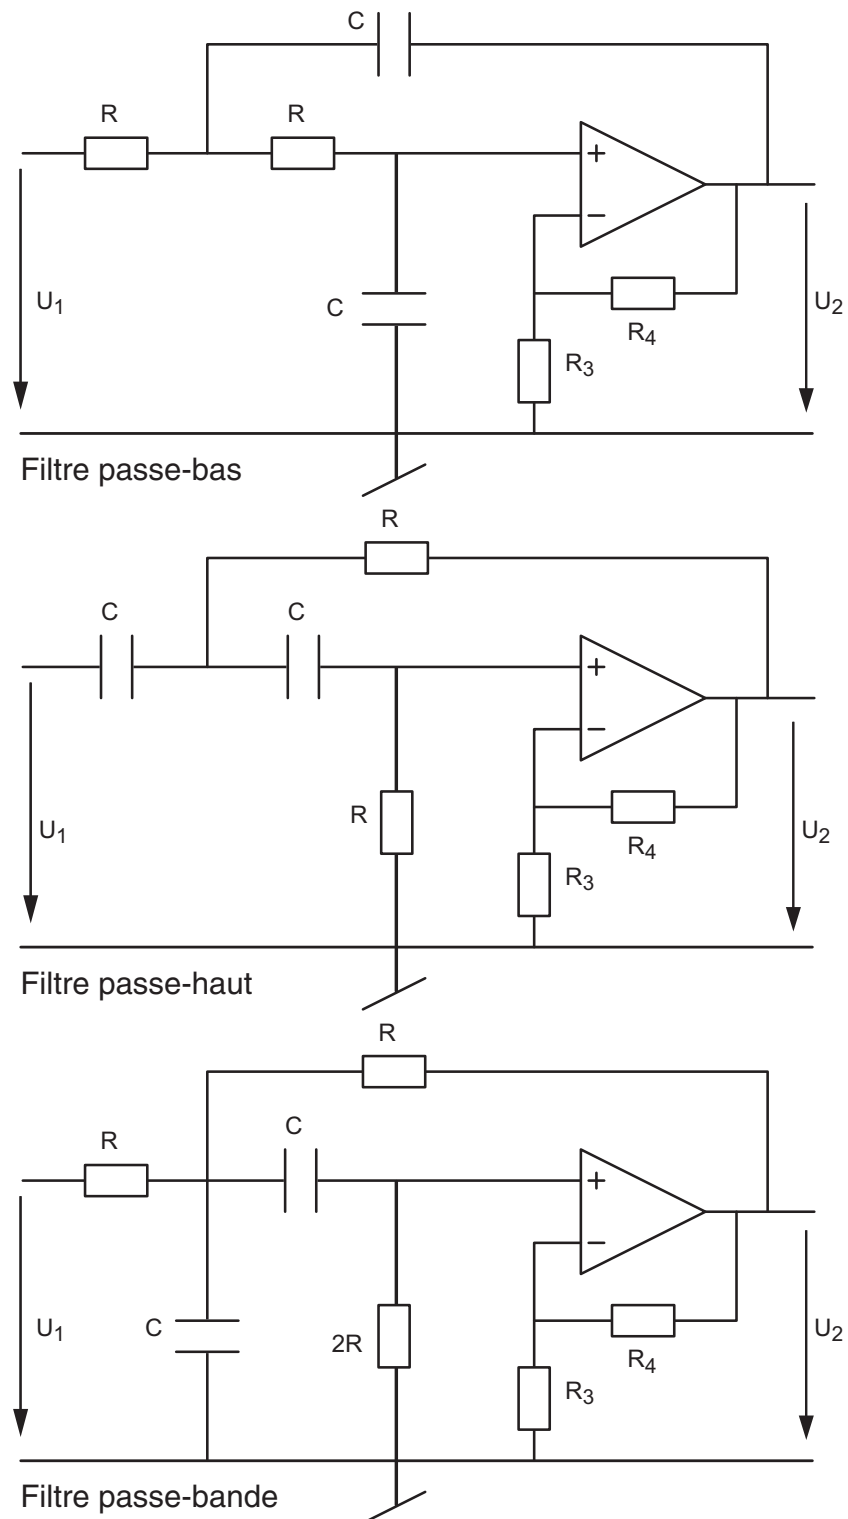 C
R
R
+
−
U1
C
R4
U2
R3
Filtre passe-bas
R
C
C
+
−
U1
R
R4
U2
R3
Filtre passe-haut
R
C
R
+
−
U1
C
2R
R4
U2
R3
Filtre passe-bande